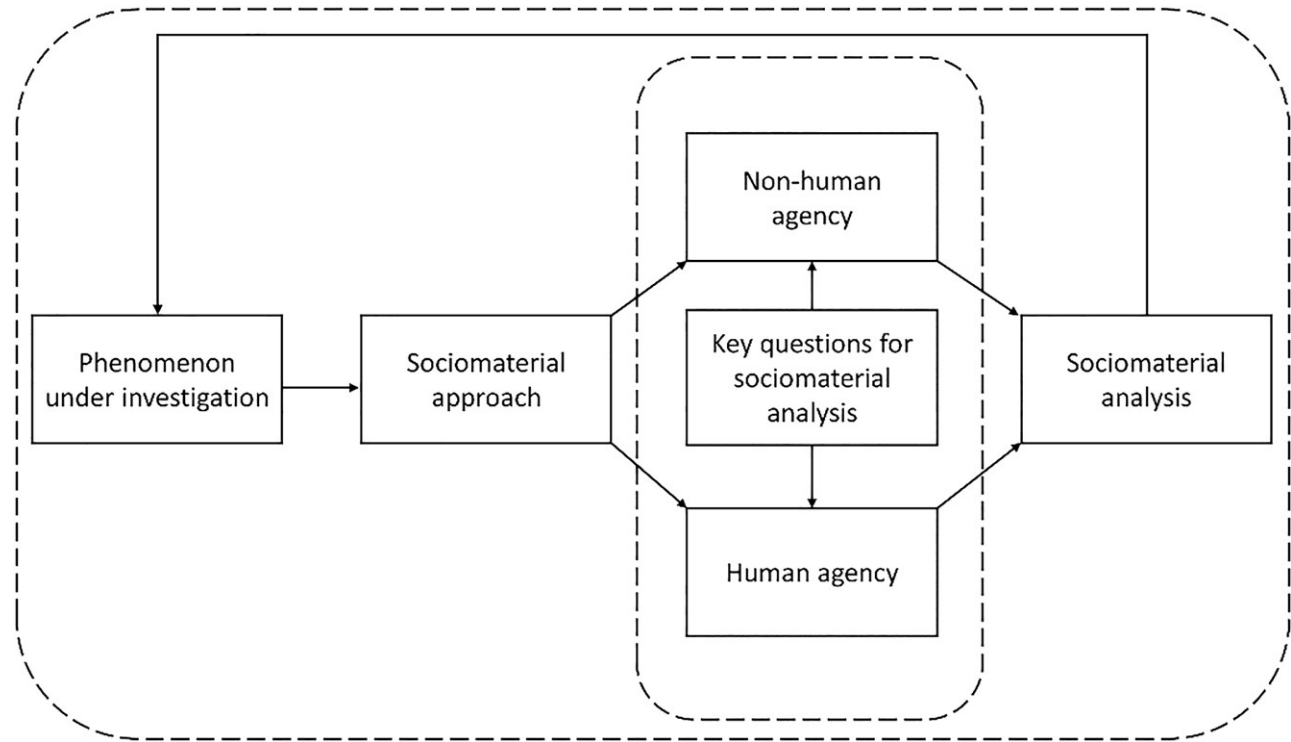 Non-human
agency
Phenomenon
under investigation
Sociomaterial
approach
Key questions for
sociomaterial
analysis
Sociomaterial
analysis
Human agency